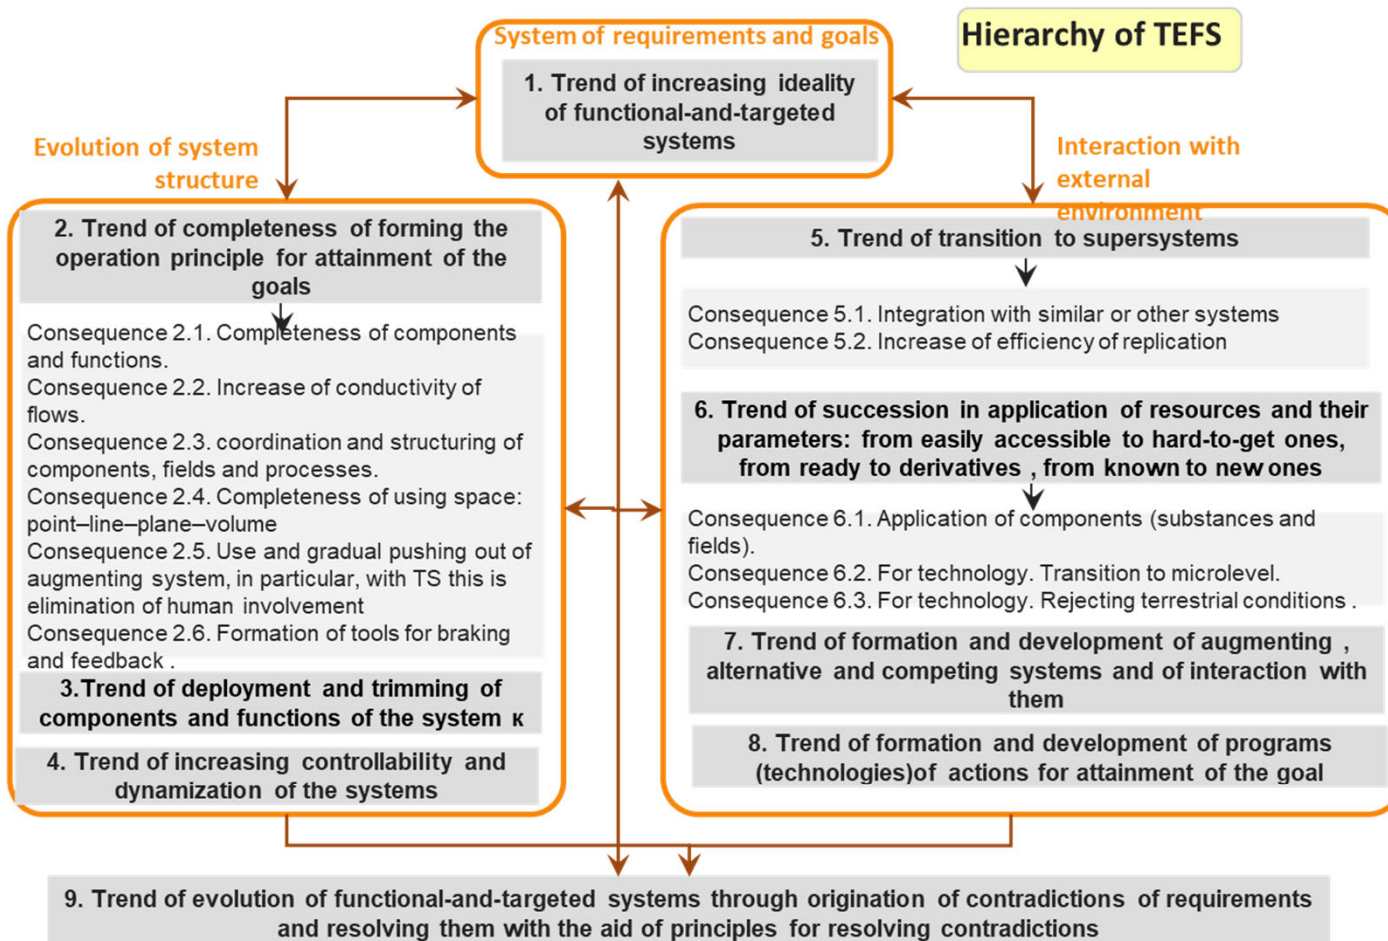 System of requirements and goals
Hierarchy of TEFS
1. Trend of increasing ideality
of functional-and-targeted
systems
Evolution of system
structure
Interaction with
external
environment
2. Trend of completeness of forming the
operation principle for attainment of the
goals
Consequence 2.1. Completeness of components
and functions.
Consequence 2.2. Increase of conductivity of
flows.
Consequence 2.3. coordination and structuring of
components, fields and processes.
Consequence 2.4. Completeness of using space:
point–line–plane–volume
Consequence 2.5. Use and gradual pushing out of
augmenting system, in particular, with TS this is
elimination of human involvement
Consequence 2.6. Formation of tools for braking
and feedback .
3.Trend of deployment and trimming of
components and functions of the system к
4. Trend of increasing controllability and
dynamization of the systems
5. Trend of transition to supersystems
Consequence 5.1. Integration with similar or other systems
Consequence 5.2. Increase of efficiency of replication
6. Trend of succession in application of resources and their
parameters: from easily accessible to hard-to-get ones,
from ready to derivatives , from known to new ones
Consequence 6.1. Application of components (substances and
fields).
Consequence 6.2. For technology. Transition to microlevel.
Consequence 6.3. For technology. Rejecting terrestrial conditions .
7. Trend of formation and development of augmenting ,
alternative and competing systems and of interaction with
them
8. Trend of formation and development of programs
(technologies)of actions for attainment of the goal
9. Trend of evolution of functional-and-targeted systems through origination of contradictions of requirements
and resolving them with the aid of principles for resolving contradictions